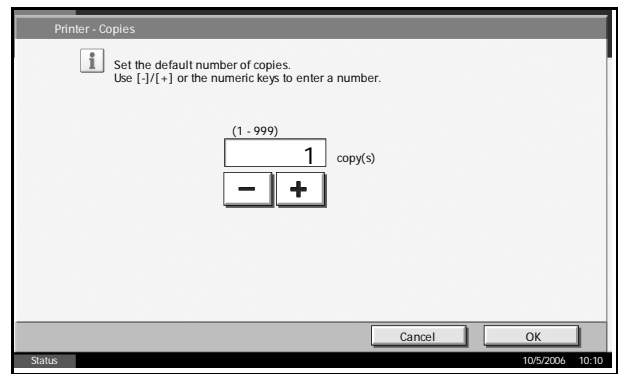 Printer - Copies
Set the default number of copies.
Use [-]/[+] or the numeric keys to enter a number.
(1 - 999)
1 copy(s)
− +
Cancel OK
Status 10/5/2006 10:10